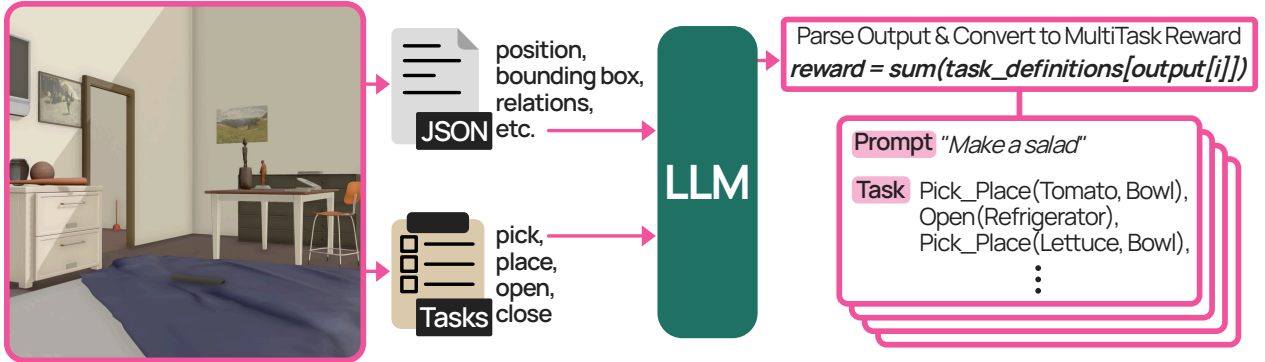 position,
bounding box,
relations,
etc.
JSON
pick,
place,
open,
close
Tasks
LLM
Parse Output & Convert to MultiTask Reward
reward = sum(task_definitions[output[i]])
Prompt "Make a salad"
Task Pick_Place(Tomato, Bowl),
Open(Refrigerator),
Pick_Place(Lettuce, Bowl),
⋮